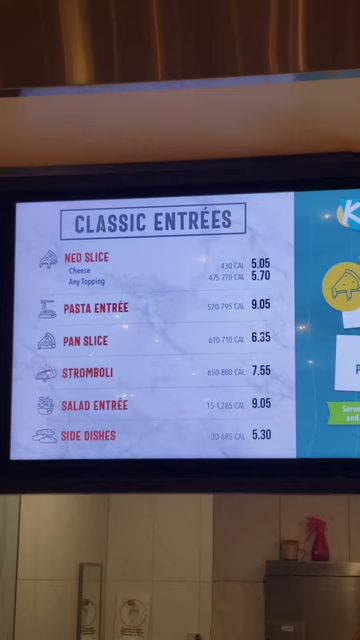 CLASSIC ENTRÉES
NEO SLICE
Cheese 430 CAL 5.05
Any Topping 475-770 CAL 5.70
PASTA ENTRÉE 520-795 CAL 9.05
PAN SLICE 610-710 CAL 6.35
STROMBOLI 650-880 CAL 7.55
SALAD ENTRÉE 15-1,285 CAL 9.05
SIDE DISHES 30-685 CAL 5.30
K
P
Serve
and